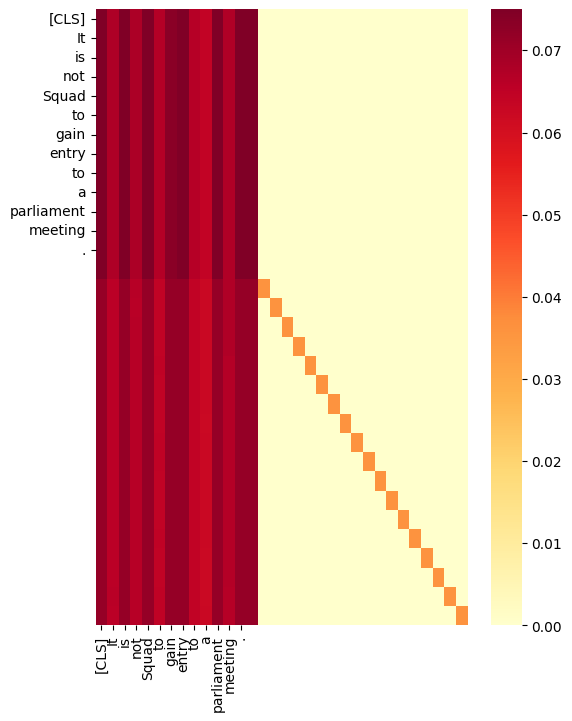 [CLS]
It
is
not
Squad
to
gain
entry
to
a
parliament
meeting
.
0.07
0.06
0.05
0.04
0.03
0.02
0.01
0.00
[CLS]
It
is
not
Squad
to
gain
entry
to
a
parliament
meeting
.